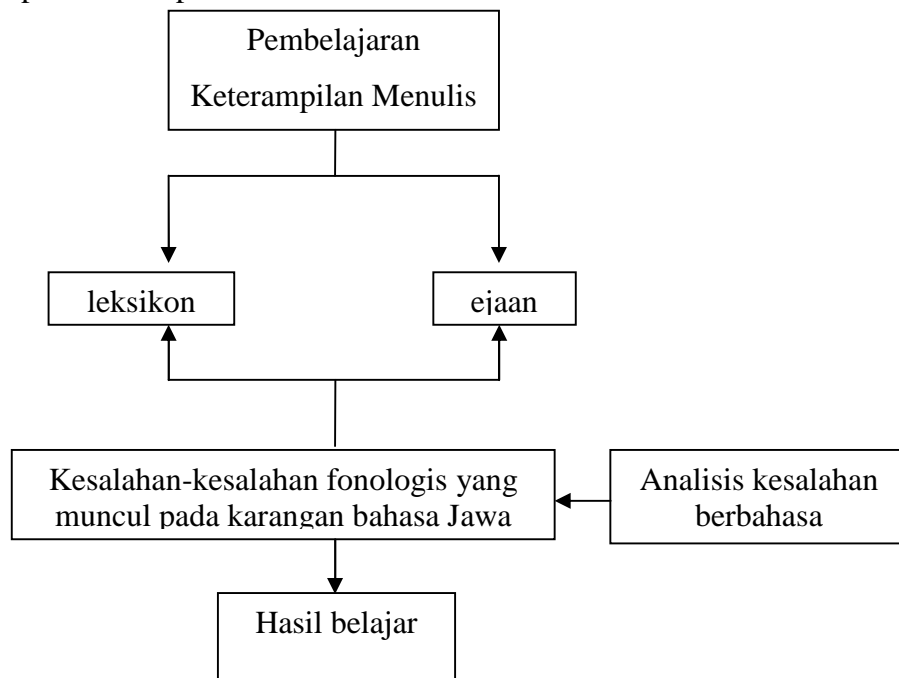 Pembelajaran
Keterampilan Menulis
leksikon
ejaan
Kesalahan-kesalahan fonologis yang
muncul pada karangan bahasa Jawa
Analisis kesalahan
berbahasa
Hasil belajar